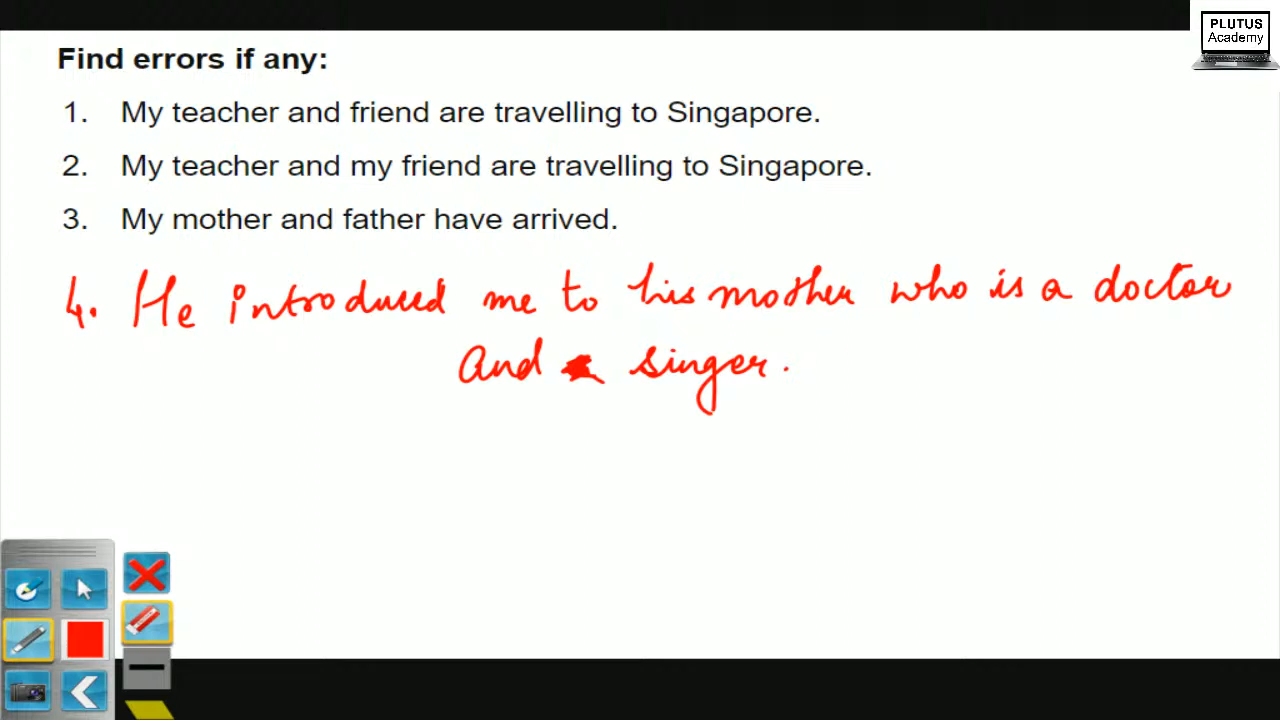 PLUTUS
Academy
Find errors if any:
1. My teacher and friend are travelling to Singapore.
2. My teacher and my friend are travelling to Singapore.
3. My mother and father have arrived.
4. He introduced me to his mother who is a doctor
and singer.